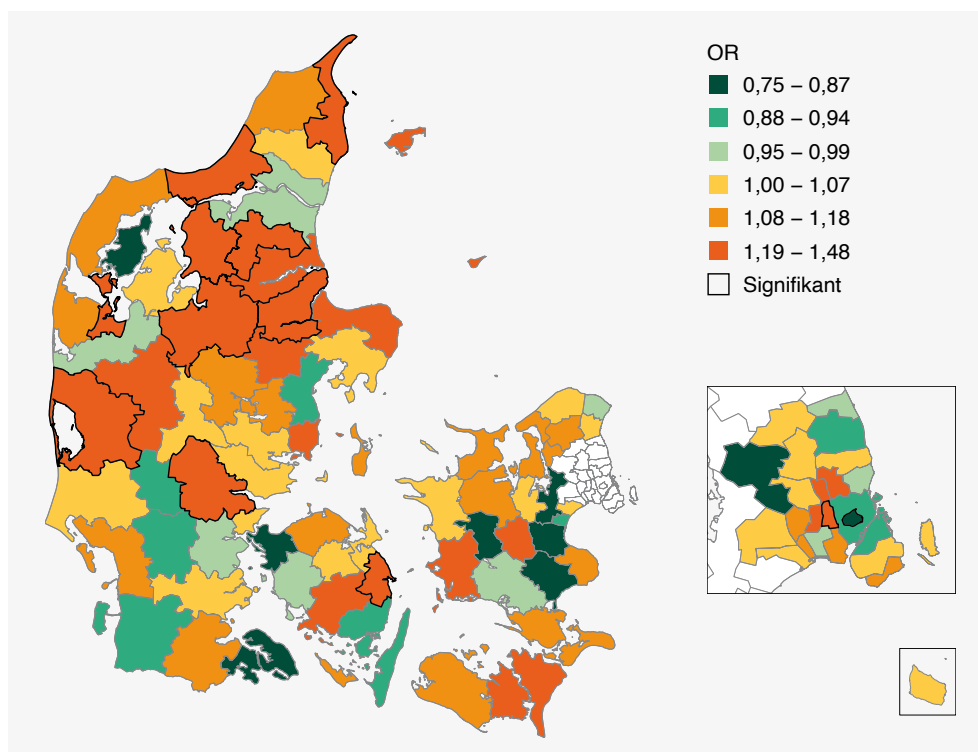 OR
0,75 – 0,87
0,88 – 0,94
0,95 – 0,99
1,00 – 1,07
1,08 – 1,18
1,19 – 1,48
Signifikant